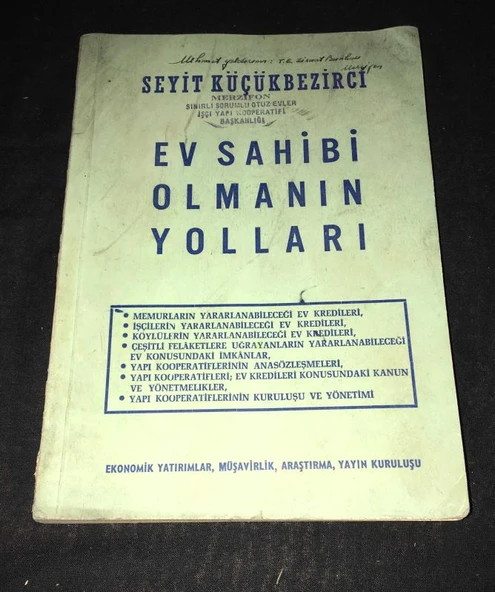 Mehmet
SEYİT KÜÇÜKBEZİRCİ
MERZİFON
SINIRLI SORUMLU OTUZ EVLER
İŞÇİ YAPI KOOPERATİFİ
BAŞKANLIĞI
EV SAHİBİ
OLMANIN
YOLLARI
• MEMURLARIN YARARLANABİLECEĞİ EV KREDİLERİ,
• İŞÇİLERİN YARARLANABİLECEĞİ EV KREDİLERİ,
• KÖYLÜLERİN YARARLANABİLECEĞİ EV KREDİLERİ,
• ÇEŞİTLİ FELÂKETLERE UĞRAYANLARIN YARARLANABİLECEĞİ
EV KONUSUNDAKİ İMKÂNLAR,
• YAPI KOOPERATİFLERİNİN ANASÖZLEŞMELERİ,
• YAPI KOOPERATİFLERİ; EV KREDİLERİ KONUSUNDAKİ KANUN
VE YÖNETMELİKLER,
• YAPI KOOPERATİFLERİNİN KURULUŞU VE YÖNETİMİ
EKONOMİK YATIRIMLAR, MÜŞAVİRLİK, ARAŞTIRMA, YAYIN KURULUŞU